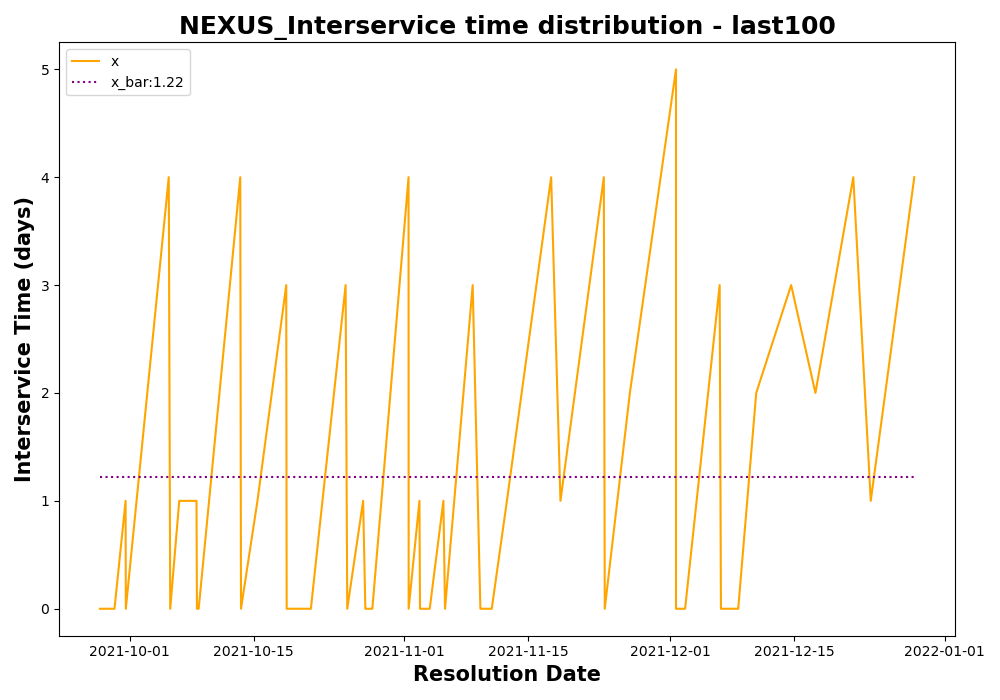 NEXUS_Interservice time distribution - last100
x
x_bar:1.22
Interservice Time (days)
5
4
3
2
1
0
2021-10-01 2021-10-15 2021-11-01 2021-11-15 2021-12-01 2021-12-15 2022-01-01
Resolution Date